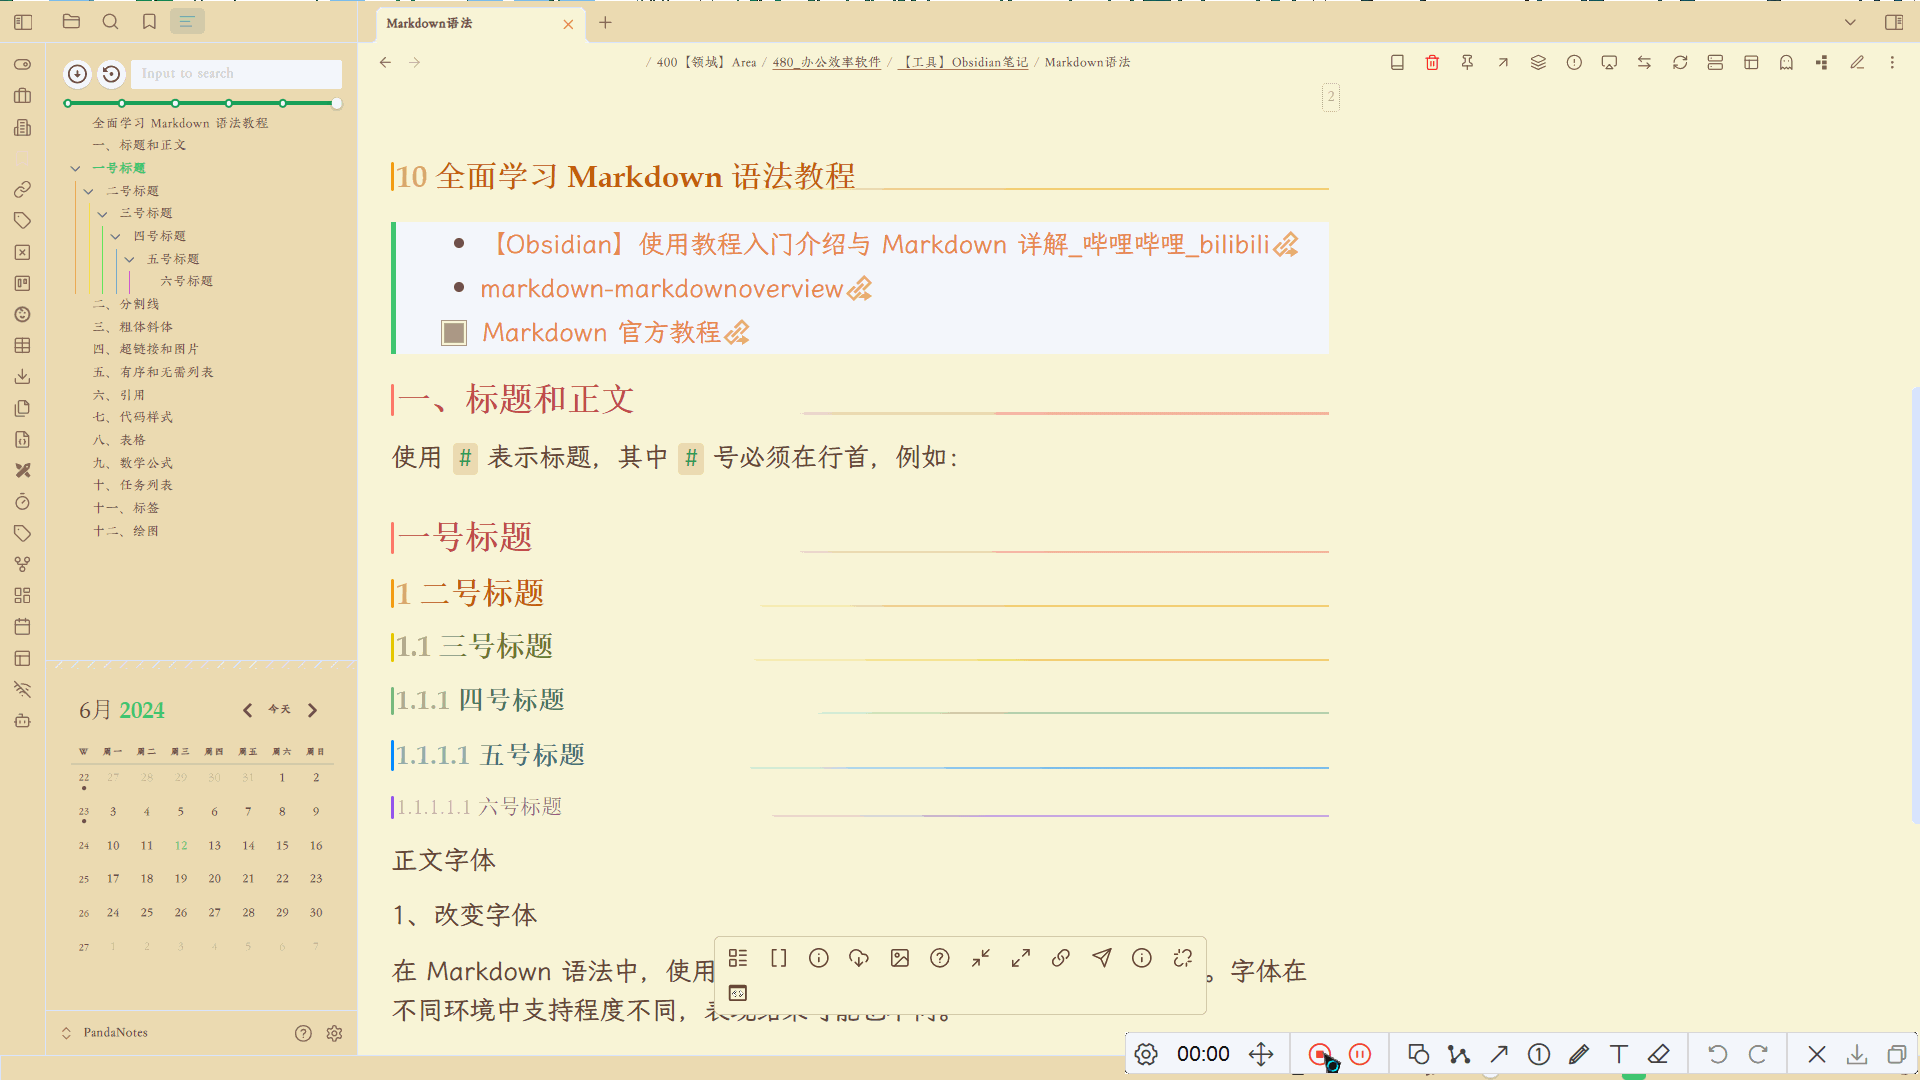 Markdown语法
/ 400【领域】Area / 480_办公效率软件 / 【工具】Obsidian笔记 / Markdown语法
Input to search
全面学习 Markdown 语法教程
一、标题和正文
一号标题
二号标题
三号标题
四号标题
五号标题
六号标题
二、分割线
三、粗体斜体
四、超链接和图片
五、有序和无需列表
六、引用
七、代码样式
八、表格
九、数学公式
十、任务列表
十一、标签
十二、绘图
6月 2024
今天
W 周一 周二 周三 周四 周五 周六 周日
22 27 28 29 30 31 1 2
23 3 4 5 6 7 8 9
24 10 11 12 13 14 15 16
25 17 18 19 20 21 22 23
26 24 25 26 27 28 29 30
27 1 2 3 4 5 6 7
PandaNotes
2
10 全面学习 Markdown 语法教程
【Obsidian】使用教程入门介绍与 Markdown 详解_哔哩哔哩_bilibili
markdown-markdownoverview
Markdown 官方教程
一、标题和正文
使用 # 表示标题，其中 # 号必须在行首，例如：
一号标题
1 二号标题
1.1 三号标题
1.1.1 四号标题
1.1.1.1 五号标题
1.1.1.1.1 六号标题
正文字体
1、改变字体
在 Markdown 语法中，使用 。字体在
不同环境中支持程度不同，
00:00